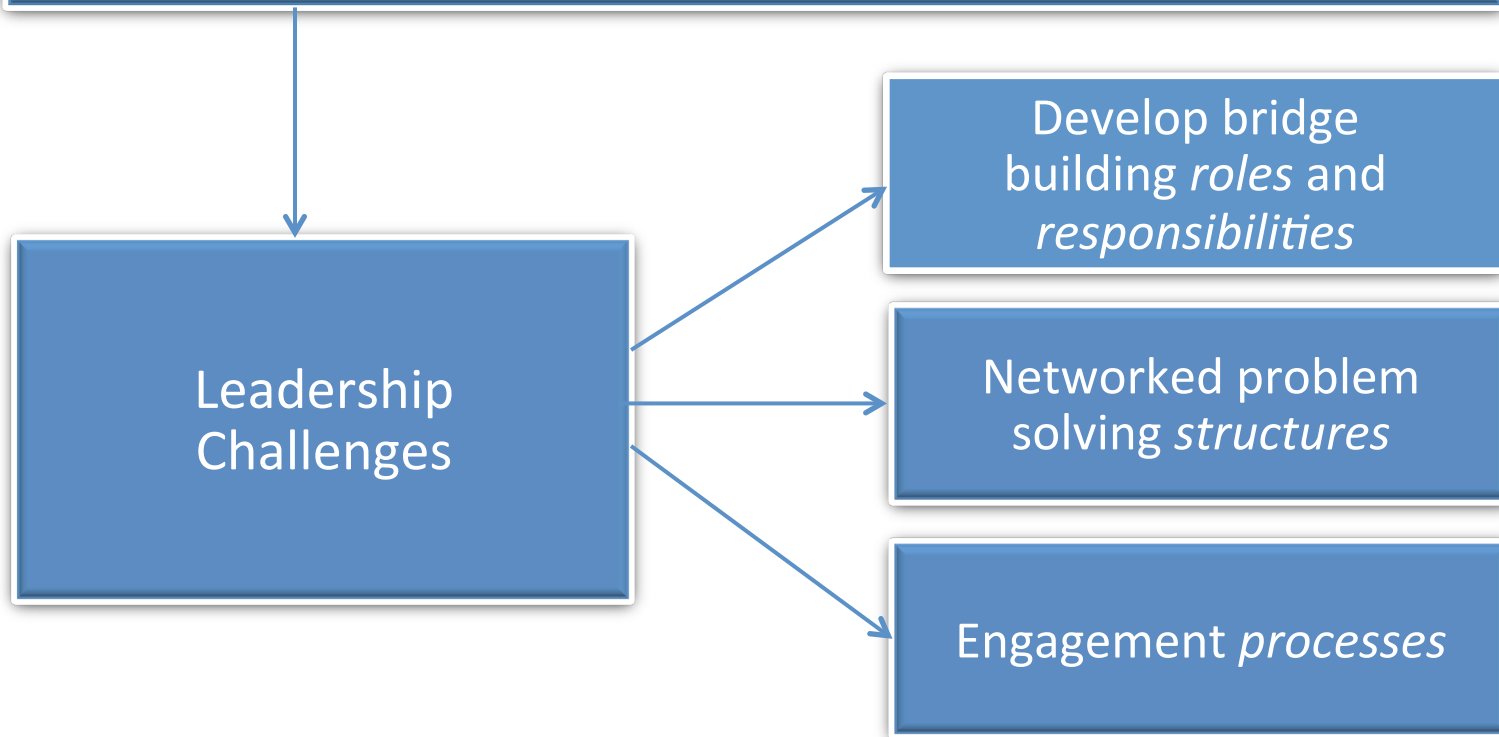 Develop bridge
building roles and
responsibilities
Leadership
Challenges
Networked problem
solving structures
Engagement processes